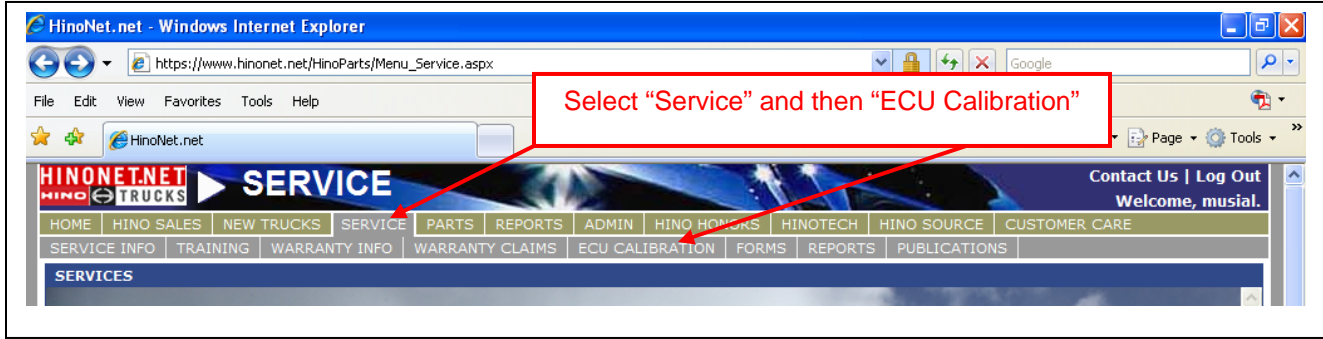 HinoNet.net - Windows Internet Explorer
https://www.hinonet.net/HinoParts/Menu_Service.aspx
Google
File Edit View Favorites Tools Help
Select “Service” and then “ECU Calibration”
HinoNet.net
Page Tools »
HINONET.NET
HINO TRUCKS
SERVICE
Contact Us | Log Out
Welcome, musial.
HOME HINO SALES NEW TRUCKS SERVICE PARTS REPORTS ADMIN HINO HONORS HINOTECH HINO SOURCE CUSTOMER CARE
SERVICE INFO TRAINING WARRANTY INFO WARRANTY CLAIMS ECU CALIBRATION FORMS REPORTS PUBLICATIONS
SERVICES